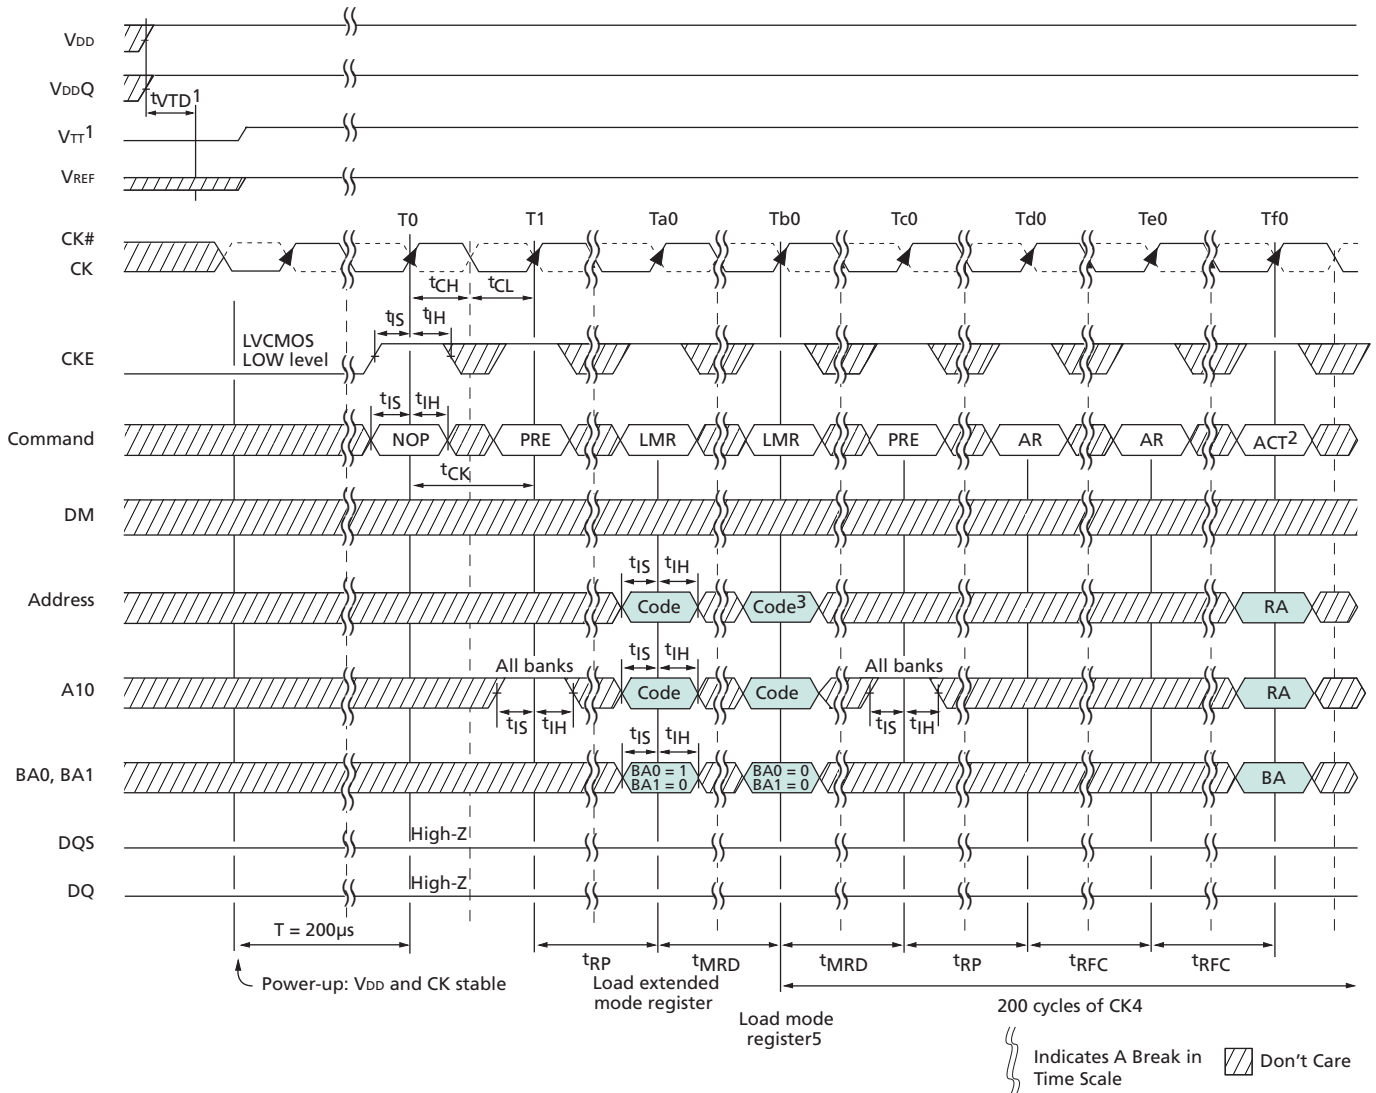 VDD
VDDQ
tVTD1
VTT1
VREF
T0 T1 Ta0 Tb0 Tc0 Td0 Te0 Tf0
CK#
CK
tCH tCL
tIS tIH
CKE
LVCMOS
LOW level
tIS tIH
Command
NOP PRE LMR LMR PRE AR AR ACT2
tCK
DM
tIS tIH
Address
Code Code3 RA
tIS tIH
All banks All banks
A10
Code Code RA
tIS tIH tIS tIH
tIS tIH
BA0, BA1
BA0 = 1 BA0 = 0 BA
BA1 = 0 BA1 = 0
DQS
High-Z
DQ
High-Z
T = 200µs
tRP tMRD tMRD tRP tRFC tRFC
Power-up: VDD and CK stable
Load extended
mode register
200 cycles of CK4
Load mode
register5
Indicates A Break in
Time Scale
Don't Care